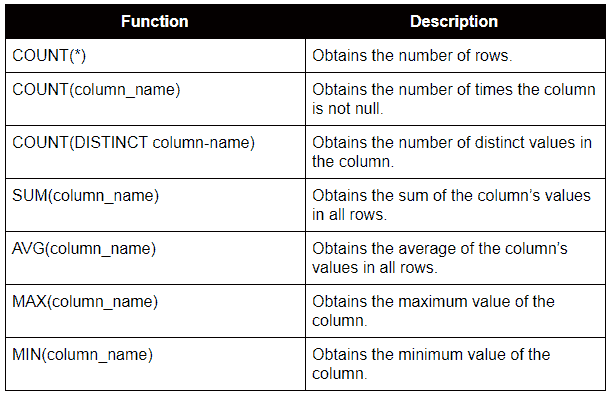 Function Description
COUNT(*) Obtains the number of rows.
COUNT(column_name) Obtains the number of times the column
is not null.
COUNT(DISTINCT column-name) Obtains the number of distinct values in
the column.
SUM(column_name) Obtains the sum of the column’s values
in all rows.
AVG(column_name) Obtains the average of the column’s
values in all rows.
MAX(column_name) Obtains the maximum value of the
column.
MIN(column_name) Obtains the minimum value of the
column.